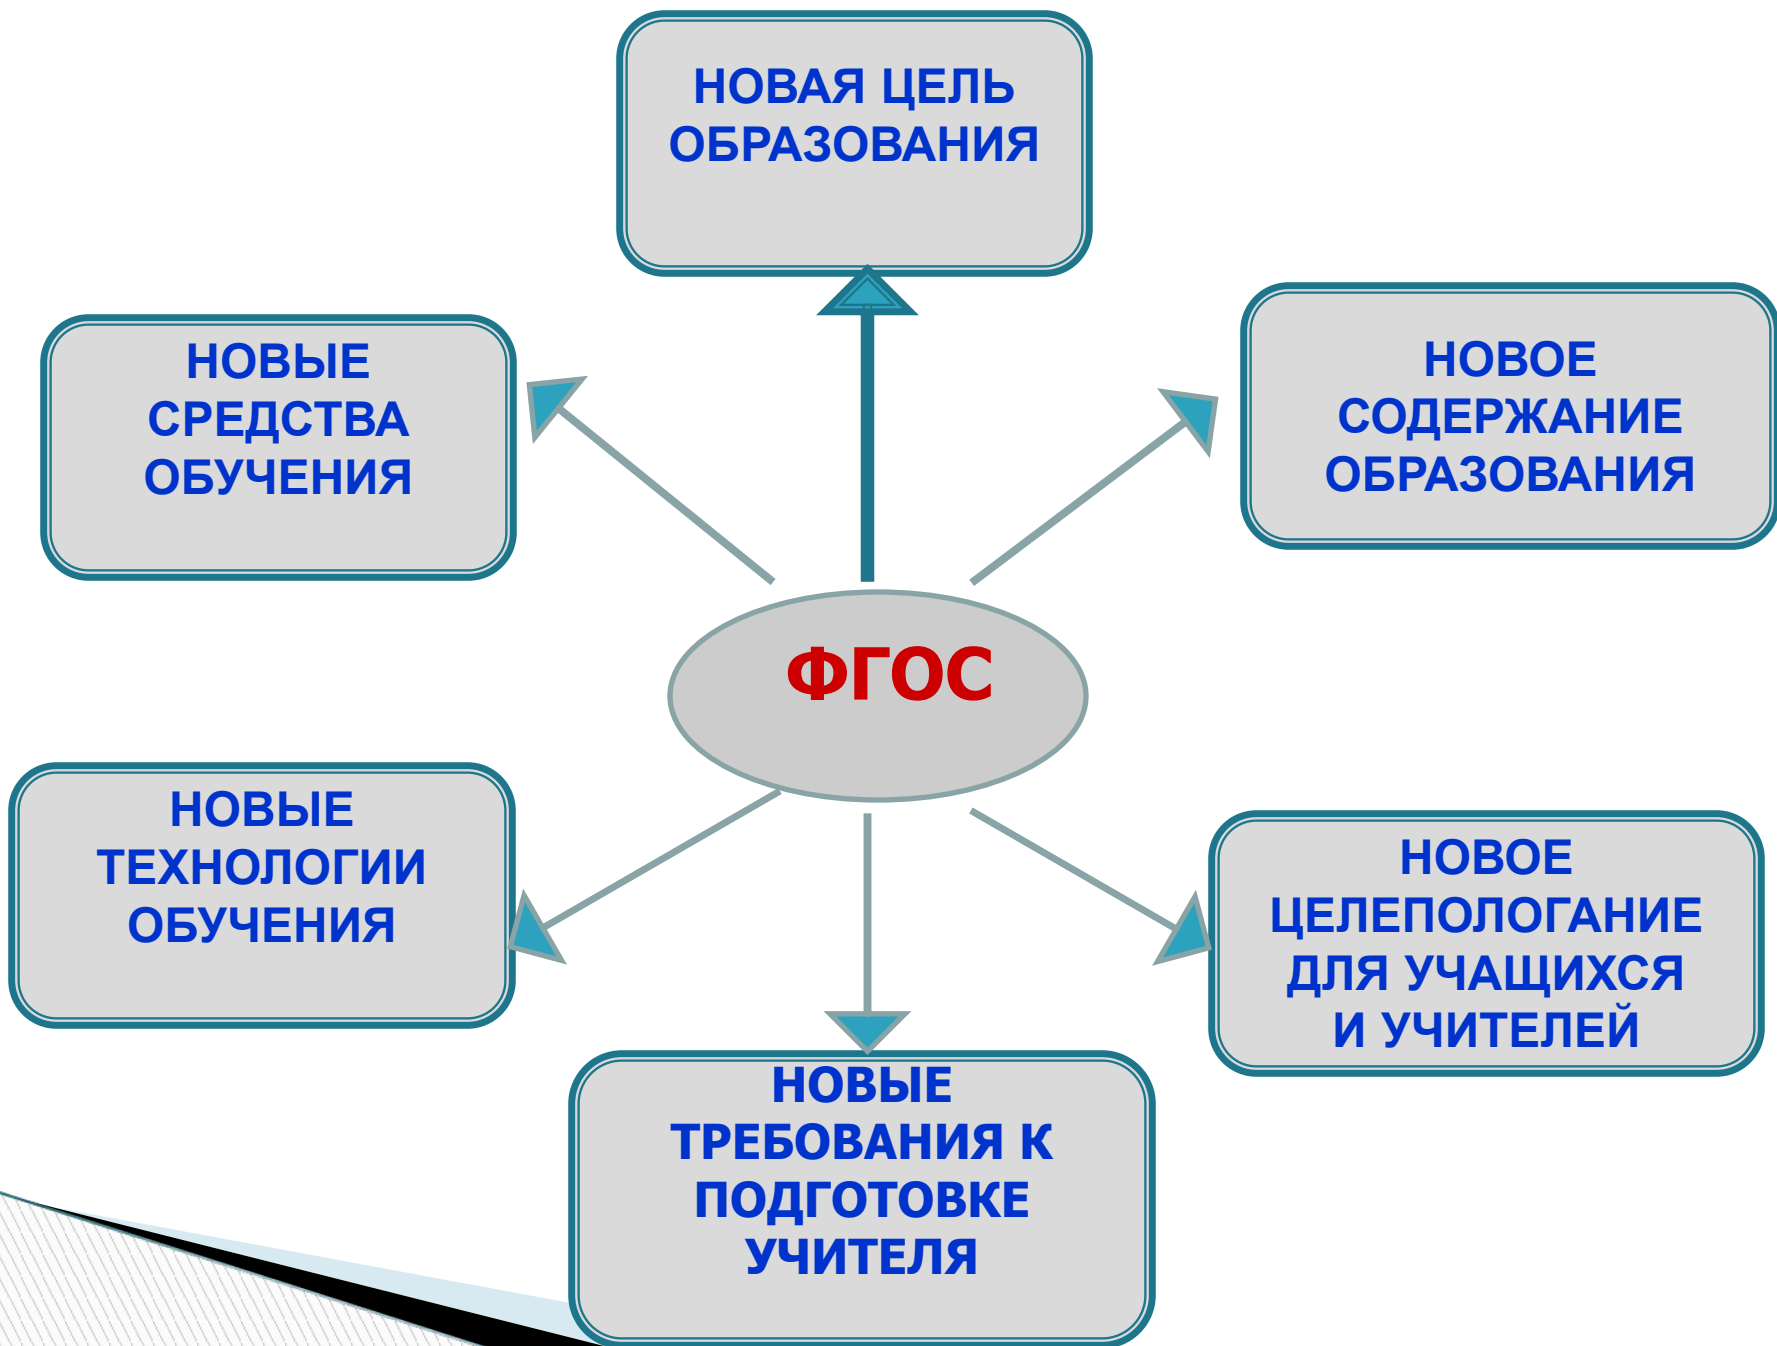 НОВАЯ ЦЕЛЬ
ОБРАЗОВАНИЯ
НОВЫЕ
СРЕДСТВА
ОБУЧЕНИЯ
НОВОЕ
СОДЕРЖАНИЕ
ОБРАЗОВАНИЯ
ФГОС
НОВЫЕ
ТЕХНОЛОГИИ
ОБУЧЕНИЯ
НОВОЕ
ЦЕЛЕПОЛОГАНИЕ
ДЛЯ УЧАЩИХСЯ
И УЧИТЕЛЕЙ
НОВЫЕ
ТРЕБОВАНИЯ К
ПОДГОТОВКЕ
УЧИТЕЛЯ